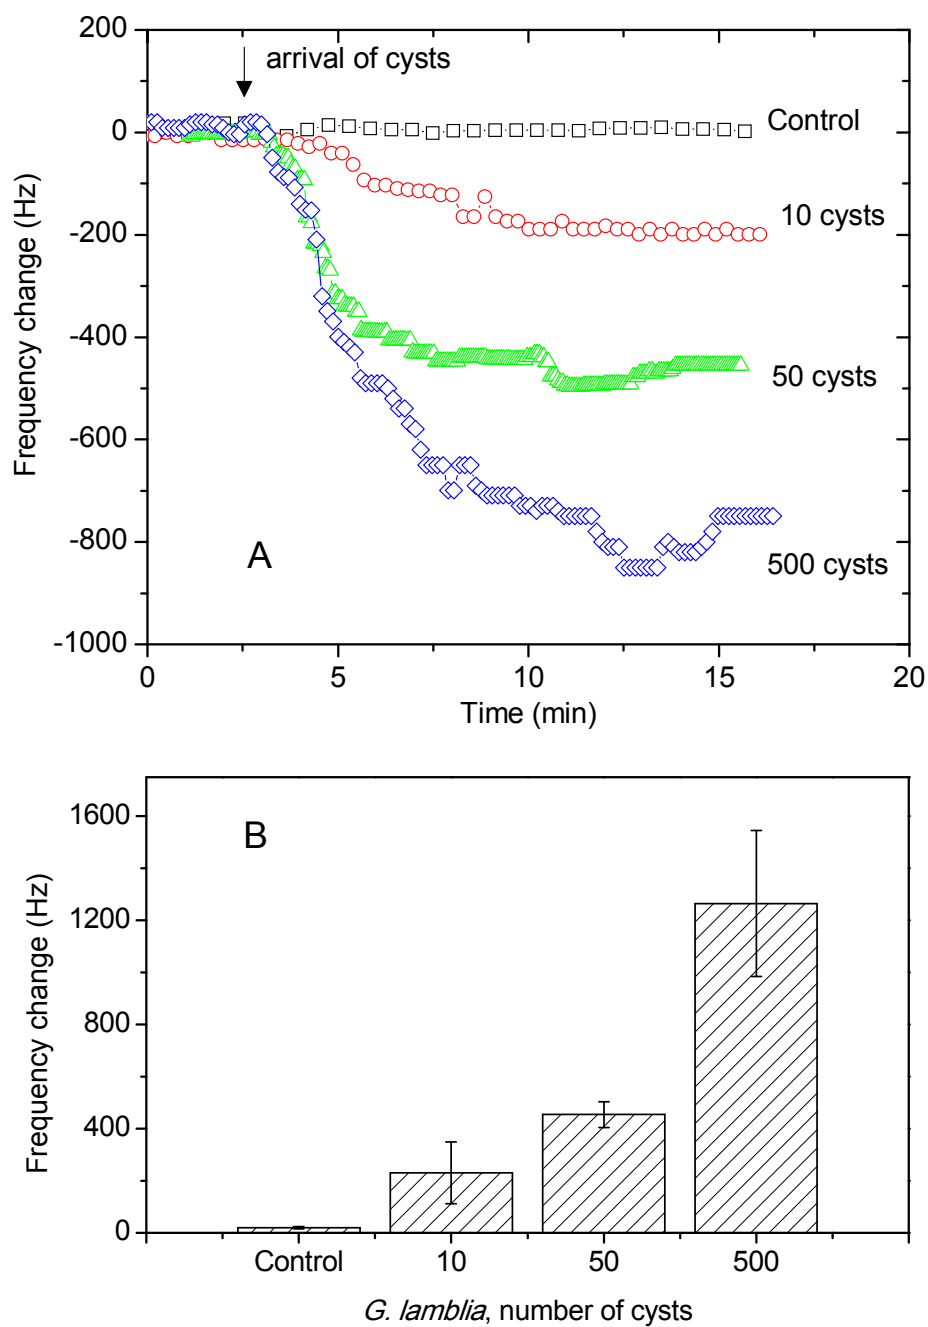 200
arrival of cysts
0
Control
10 cysts
-200
-400
50 cysts
-600
-800
A
500 cysts
-1000
0 5 10 15 20
Time (min)
Frequency change (Hz)
1600
B
1200
800
400
0
Control 10 50 500
G. lamblia, number of cysts
Frequency change (Hz)